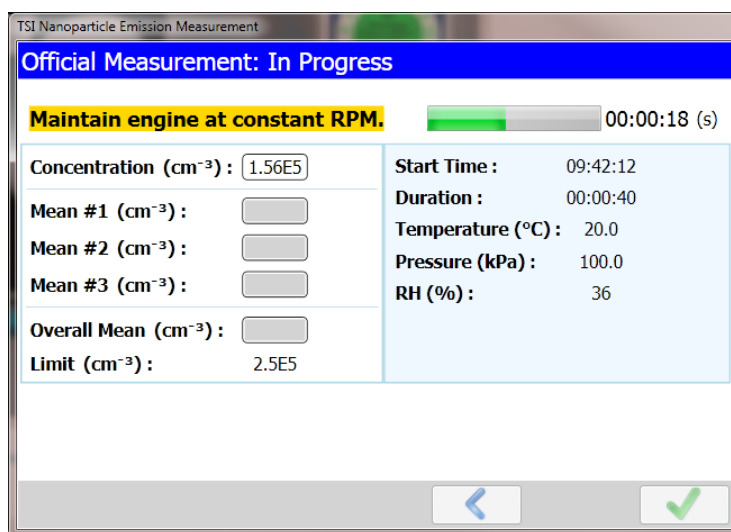 TSI Nanoparticle Emission Measurement
Official Measurement: In Progress
Maintain engine at constant RPM. 00:00:18 (s)
Concentration (cm⁻³) : 1.56E5
Mean #1 (cm⁻³) :
Mean #2 (cm⁻³) :
Mean #3 (cm⁻³) :
Overall Mean (cm⁻³) :
Limit (cm⁻³) : 2.5E5
Start Time : 09:42:12
Duration : 00:00:40
Temperature (°C) : 20.0
Pressure (kPa) : 100.0
RH (%) : 36